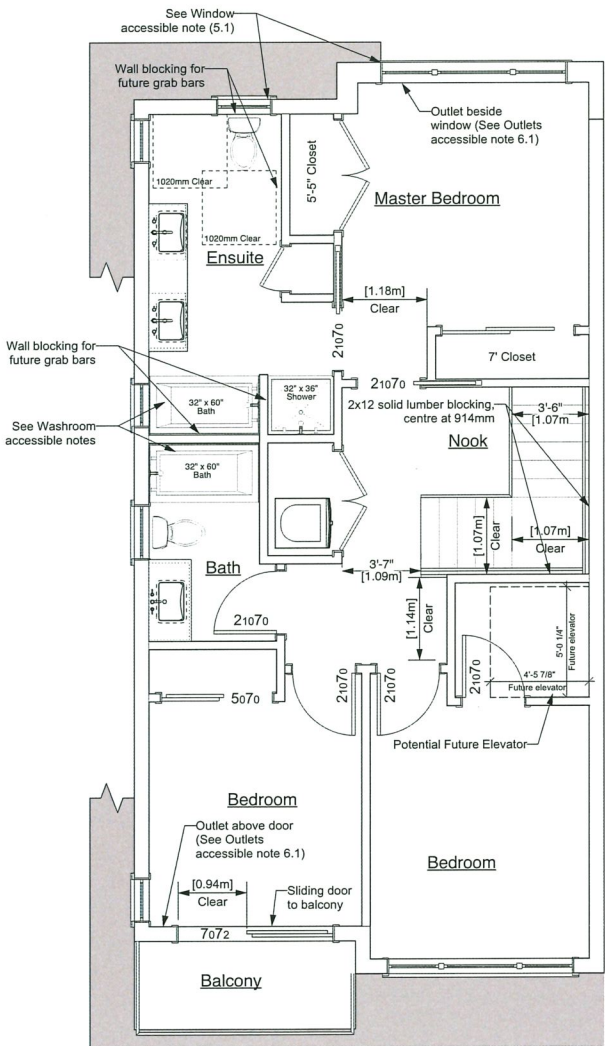 See Window
accessible note (5.1)
Wall blocking for
future grab bars
Outlet beside
window (See Outlets
accessible note 6.1)
1020mm Clear
1020mm Clear
5'-5" Closet
Master Bedroom
Ensuite
[1.18m]
Clear
21070
7' Closet
Wall blocking for
future grab bars
32" x 60"
Bath
32" x 36"
Shower
21070
2x12 solid lumber blocking,
centre at 914mm
3'-6"
[1.07m
Nook
See Washroom
accessible notes
32" x 60"
Bath
[1.07m]
Clear
[1.07m]
Clear
Bath
3'-7"
[1.09m]
21070
[1.14m]
Clear
5'-0 1/4"
Future elevator
4'-5 7/8"
Future elevator
21070
21070
21070
5070
Potential Future Elevator
Bedroom
Outlet above door
(See Outlets
accessible note 6.1)
Bedroom
[0.94m]
Clear
Sliding door
to balcony
7072
Balcony